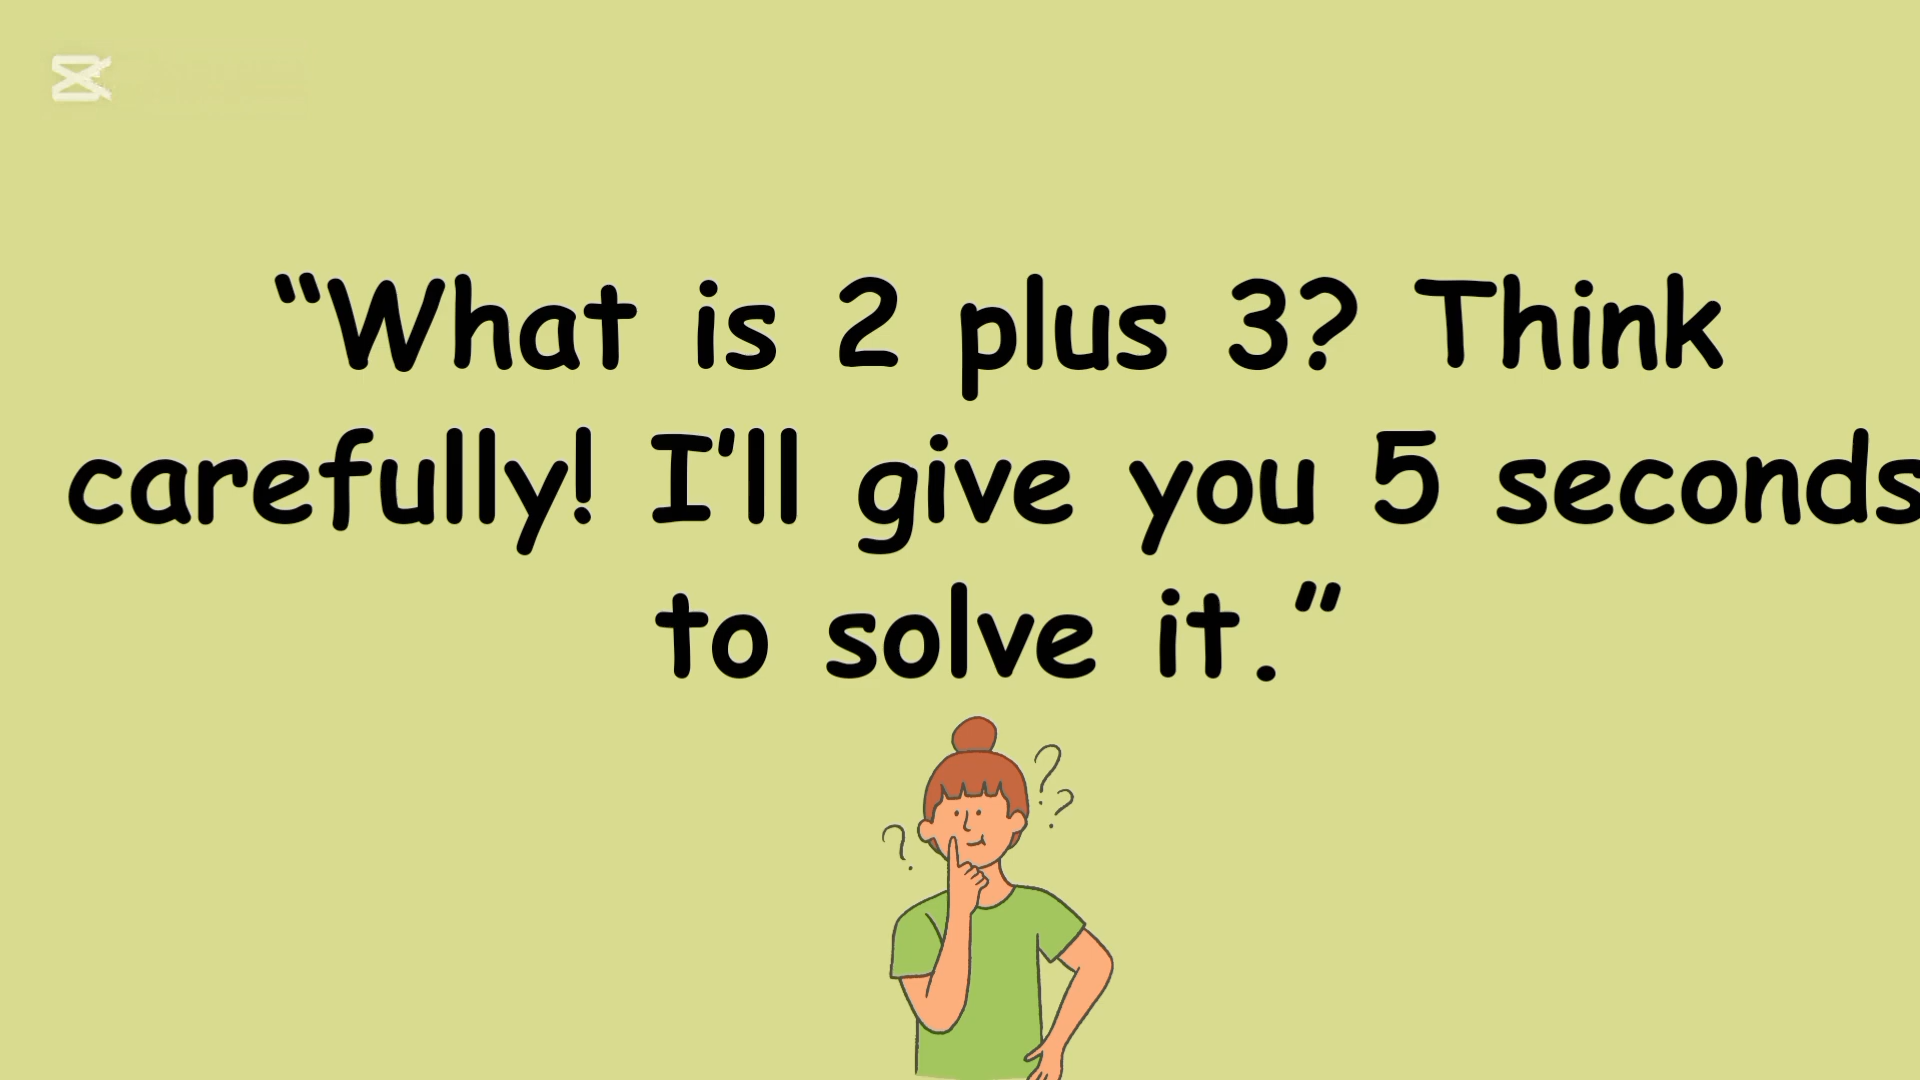 “What is 2 plus 3? Think
carefully! I’ll give you 5 seconds
to solve it.”